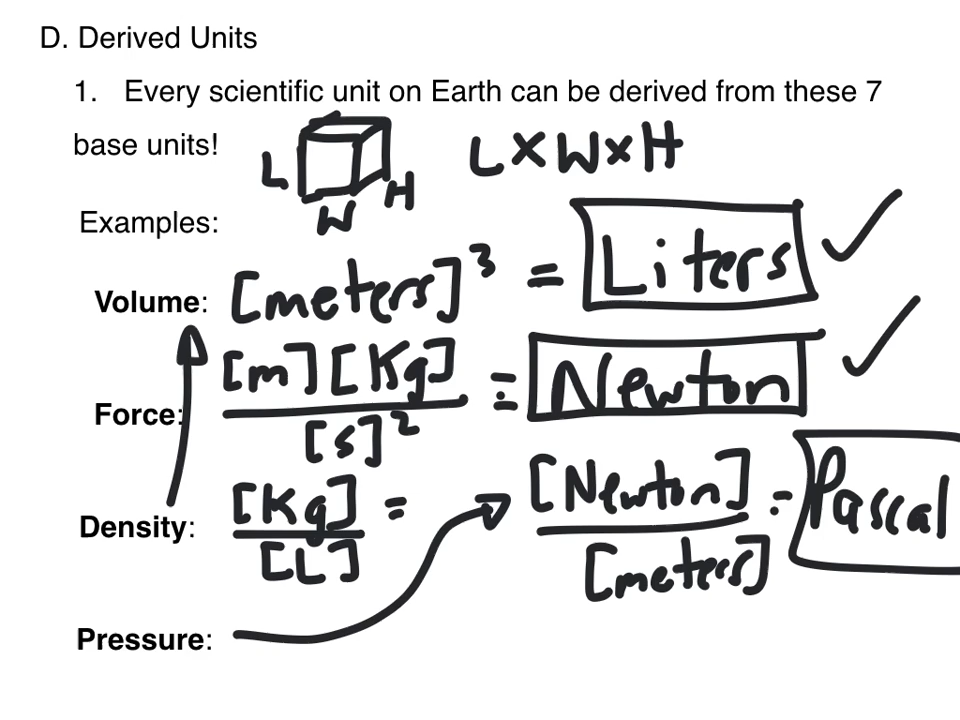 D. Derived Units
1. Every scientific unit on Earth can be derived from these 7
base units!
L W H L×W×H
Examples:
Volume: [meters]³ = Liters
Force: [m][Kg] / [s]² = Newton
Density: [Kg] / [L] = [Newton] / [meters] = Pascal
Pressure: